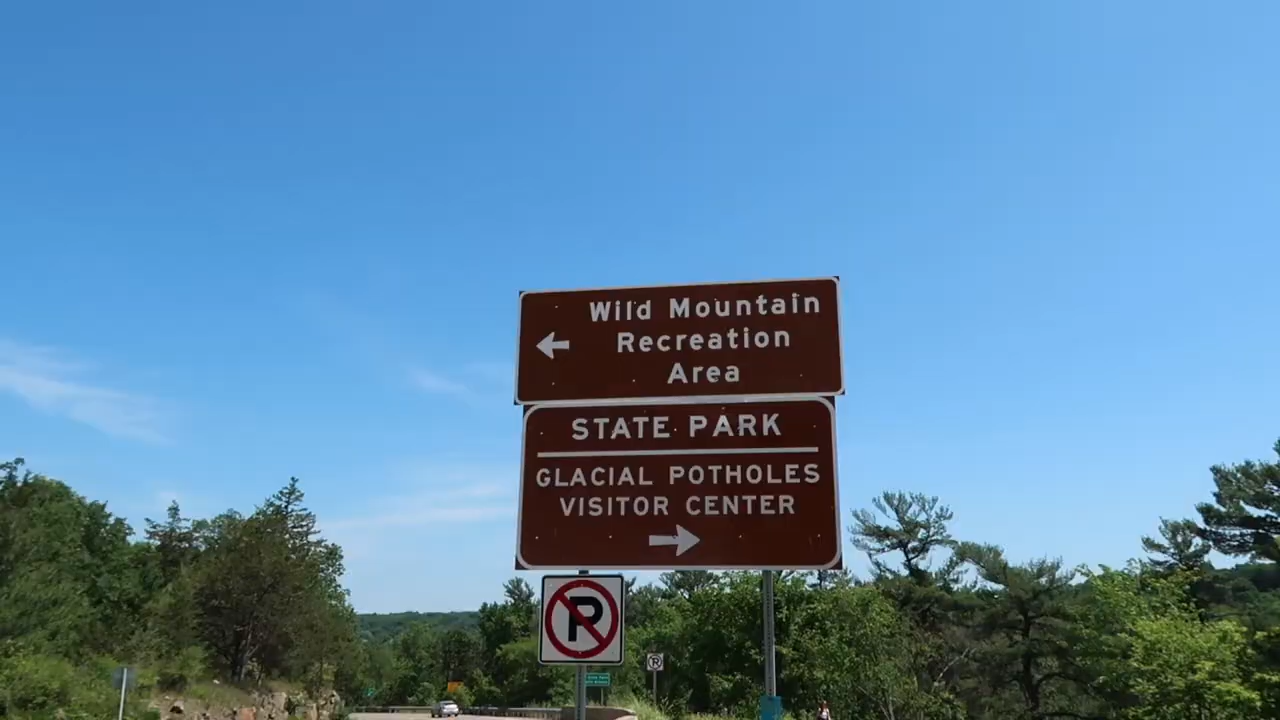 Wild Mountain
Recreation
Area
STATE PARK
GLACIAL POTHOLES
VISITOR CENTER
P
P